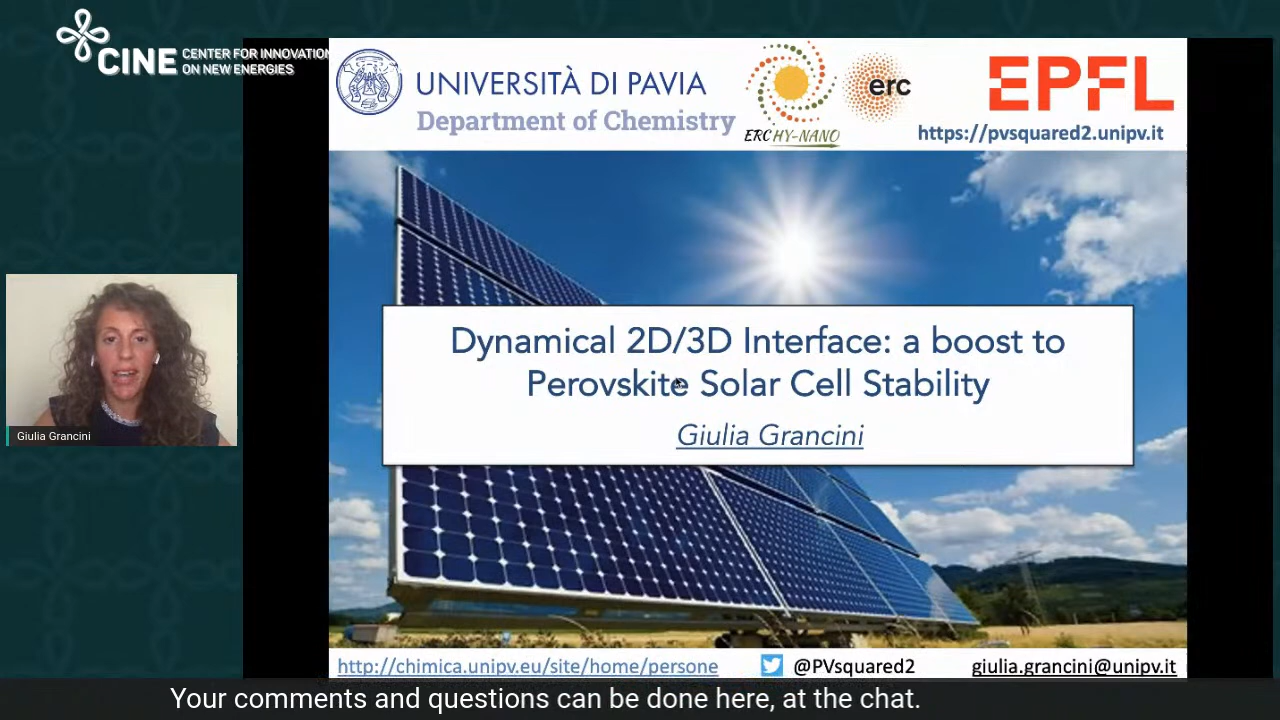 CINE
CENTER FOR INNOVATION
ON NEW ENERGIES
UNIVERSITÀ DI PAVIA
Department of Chemistry
ERC HY-NANO
erc
EPFL
https://pvsquared2.unipv.it
Dynamical 2D/3D Interface: a boost to
Perovskite Solar Cell Stability
Giulia Grancini
Giulia Grancini
http://chimica.unipv.eu/site/home/persone
@PVsquared2
giulia.grancini@unipv.it
Your comments and questions can be done here, at the chat.